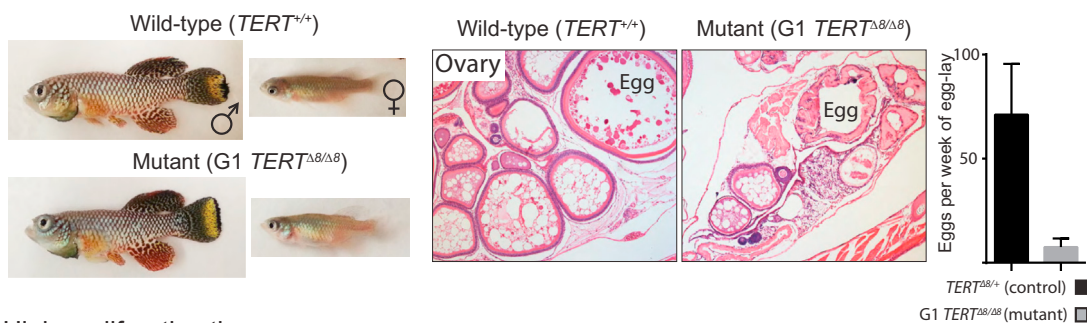 Wild-type (TERT+/+)
♂
♀
Mutant (G1 TERTΔ8/Δ8)
Wild-type (TERT+/+)
Mutant (G1 TERTΔ8/Δ8)
Ovary
Egg
Egg
Eggs per week of egg-lay
100
50
TERTΔ8/+ (control)
G1 TERTΔ8/Δ8 (mutant)